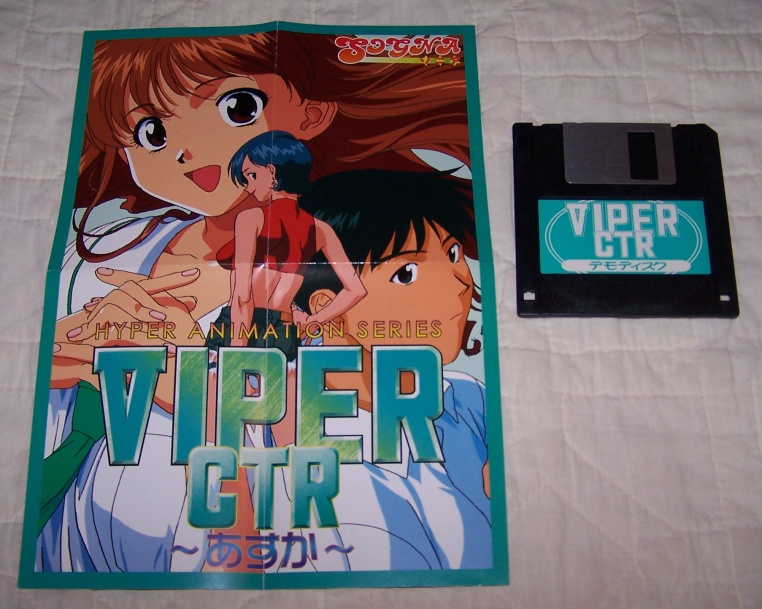 SOGNA
HYPER ANIMATION SERIES
VIPER
CTR
～あすか～
VIPER
CTR
デモディスク